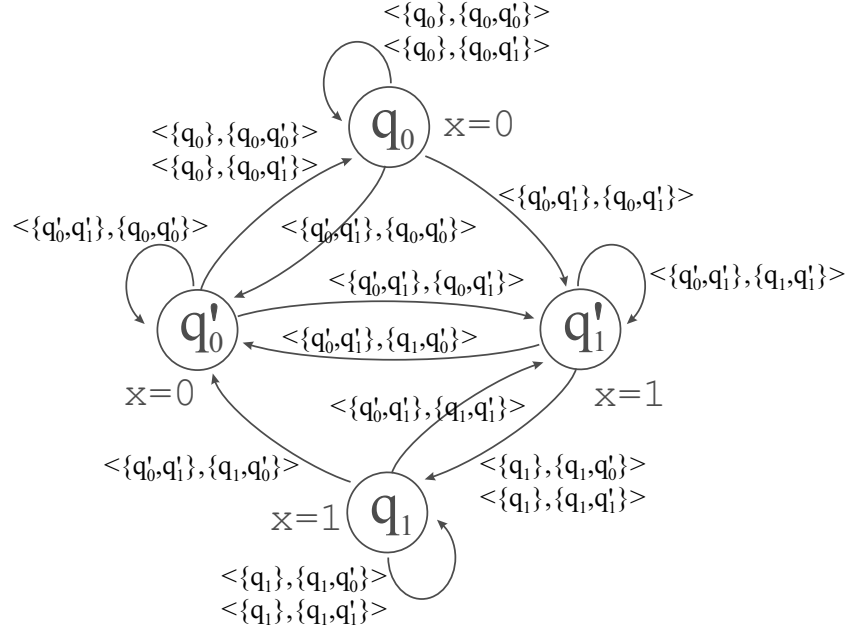 <{q₀},{q₀,q'₀}>
<{q₀},{q₀,q'₁}>
q₀ x=0
<{q₀},{q₀,q'₀}>
<{q₀},{q₀,q'₁}>
<{q'₀,q'₁},{q₀,q'₁}>
<{q'₀,q'₁},{q₀,q'₀}>
<{q'₀,q'₁},{q₀,q'₀}>
<{q'₀,q'₁},{q₀,q'₁}>
<{q'₀,q'₁},{q₁,q'₁}>
q'₀
q'₁
<{q'₀,q'₁},{q₁,q'₀}>
x=0
x=1
<{q'₀,q'₁},{q₁,q'₁}>
<{q'₀,q'₁},{q₁,q'₀}>
<{q₁},{q₁,q'₀}>
<{q₁},{q₁,q'₁}>
x=1 q₁
<{q₁},{q₁,q'₀}>
<{q₁},{q₁,q'₁}>